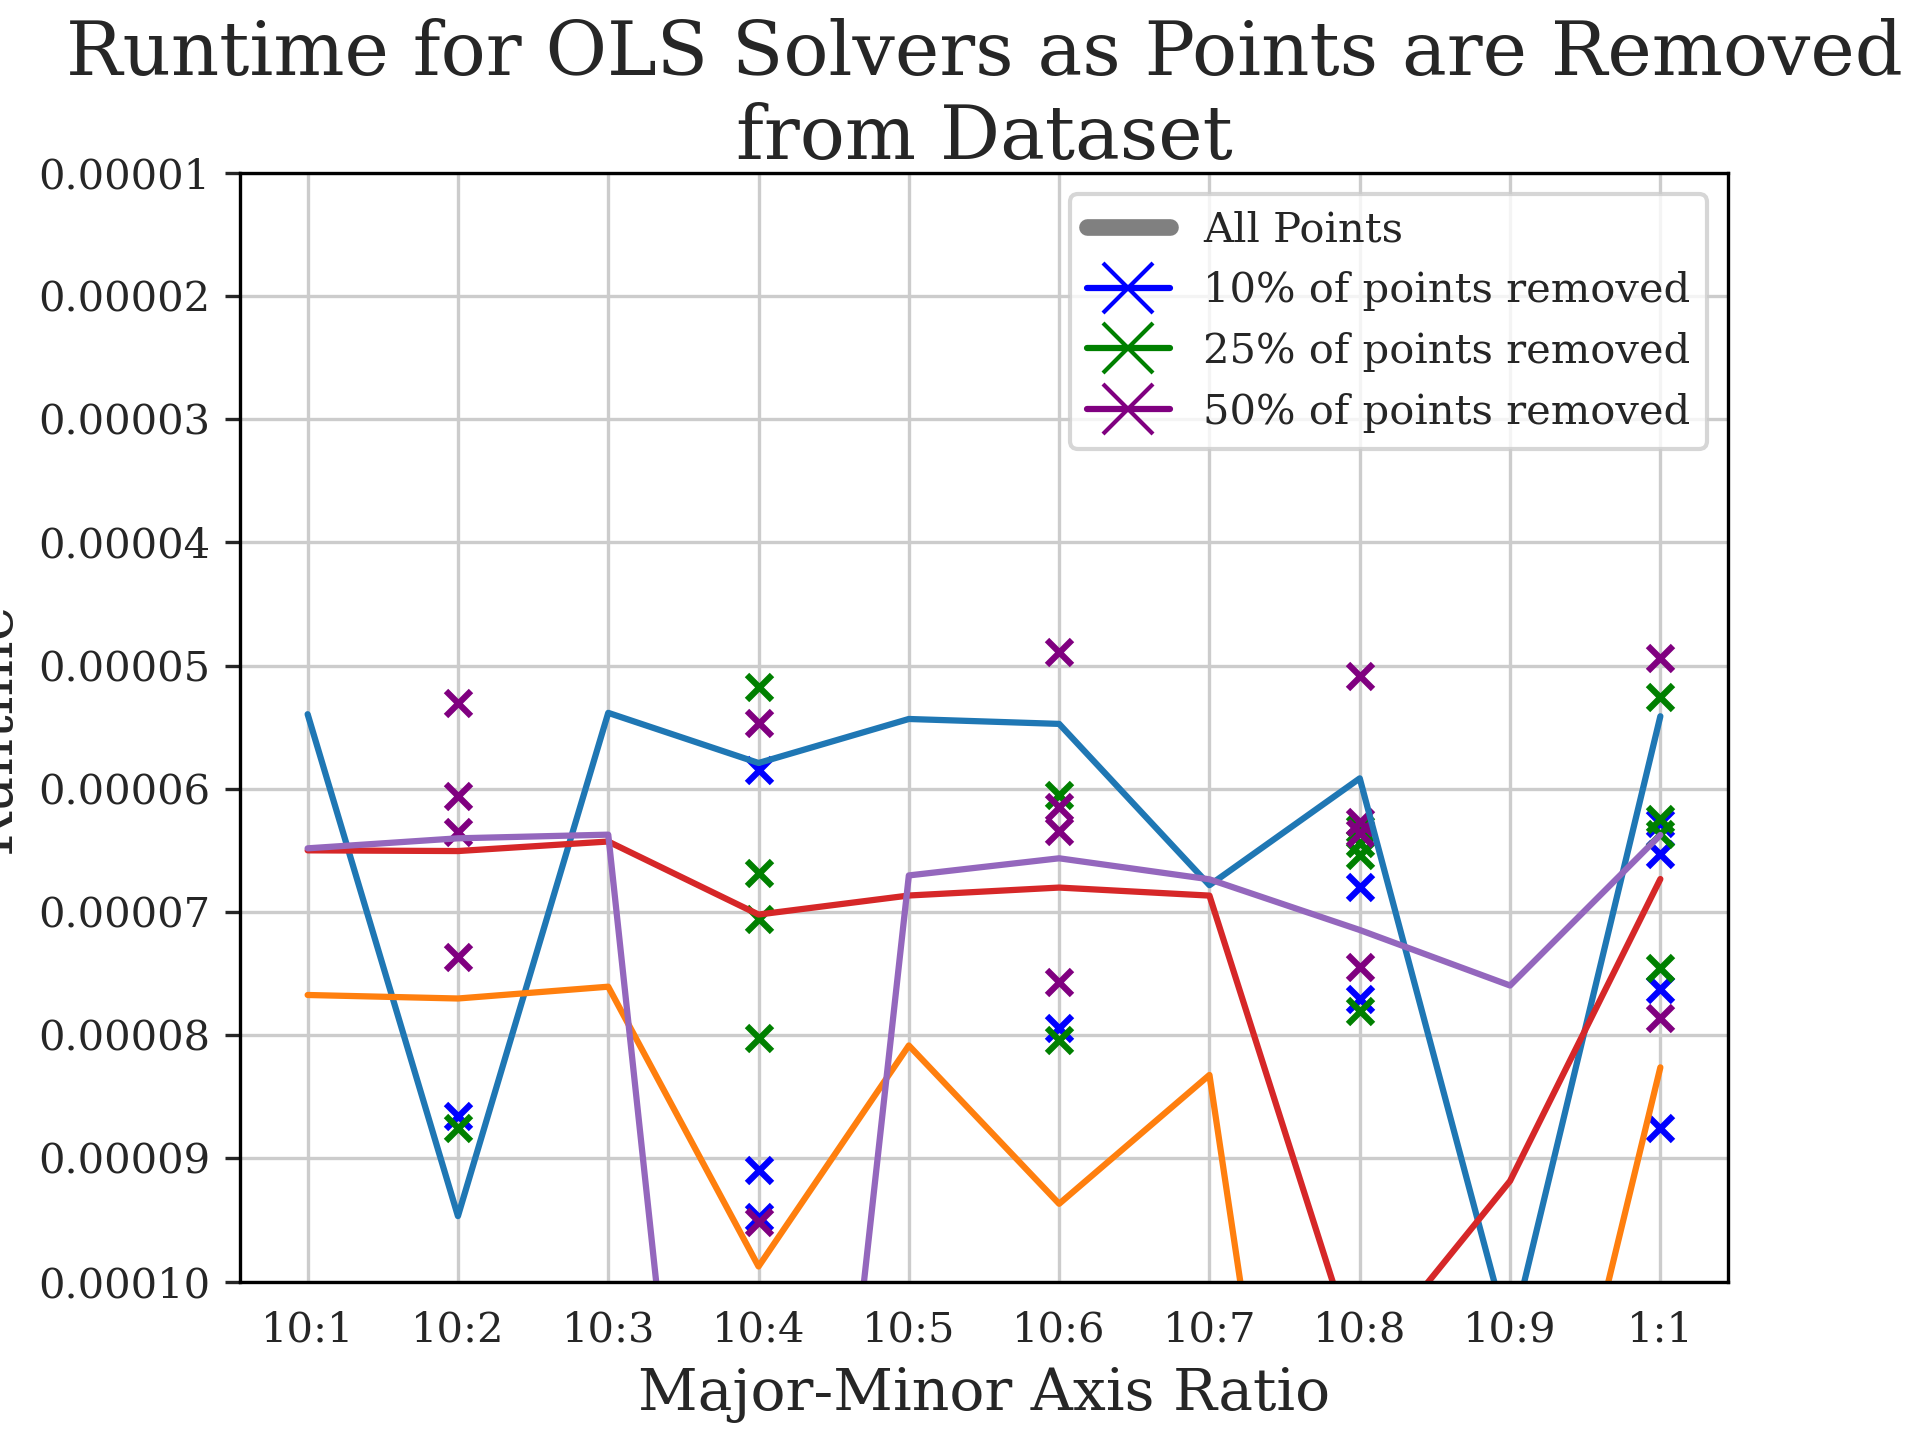 Runtime for OLS Solvers as Points are Removed
from Dataset
0.00001
0.00002
0.00003
0.00004
0.00005
0.00006
0.00007
0.00008
0.00009
0.00010
Runtime
All Points
10% of points removed
25% of points removed
50% of points removed
10:1 10:2 10:3 10:4 10:5 10:6 10:7 10:8 10:9 1:1
Major-Minor Axis Ratio